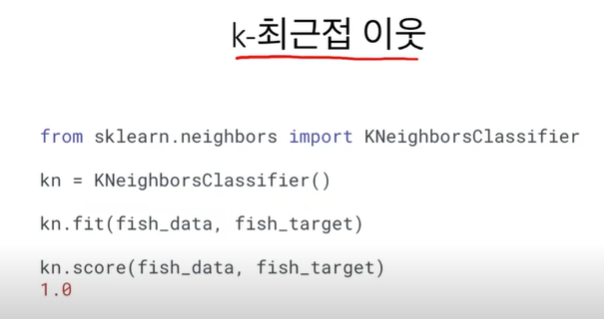 k-최근접 이웃
from sklearn.neighbors import KNeighborsClassifier
kn = KNeighborsClassifier()
kn.fit(fish_data, fish_target)
kn.score(fish_data, fish_target)
1.0